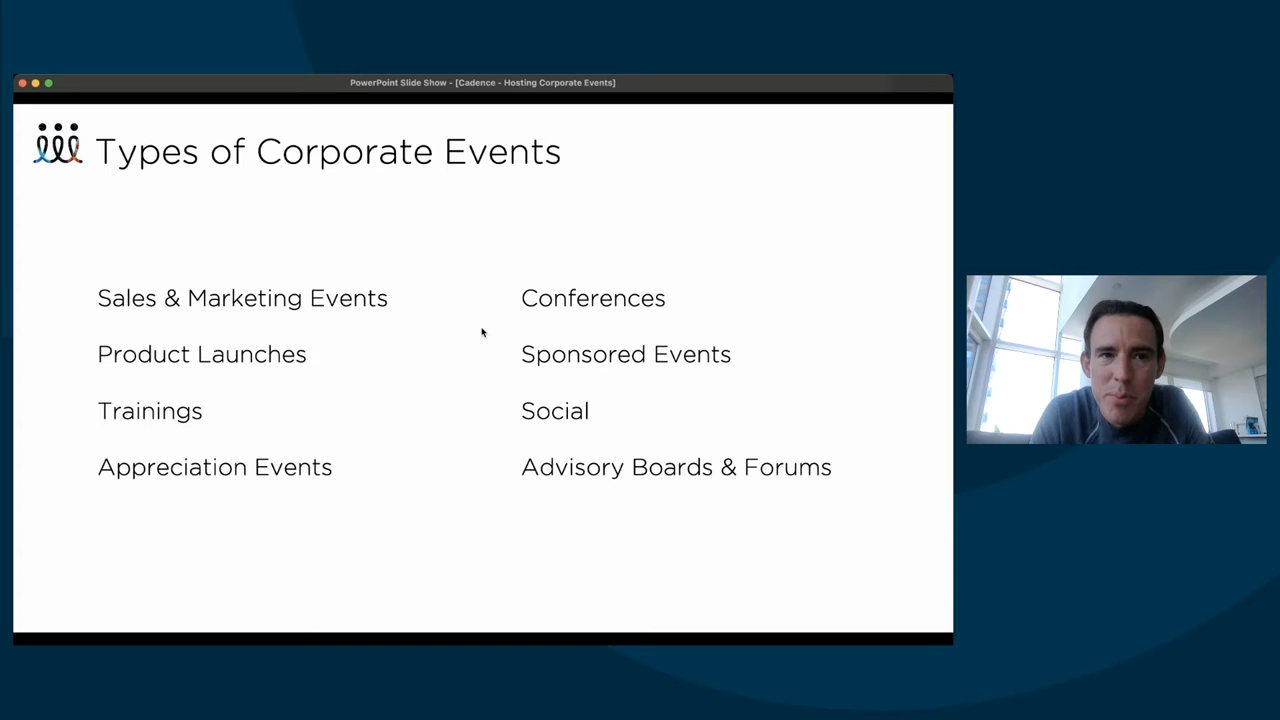 PowerPoint Slide Show - [Cadence - Hosting Corporate Events]
Types of Corporate Events
Sales & Marketing Events
Product Launches
Trainings
Appreciation Events
Conferences
Sponsored Events
Social
Advisory Boards & Forums